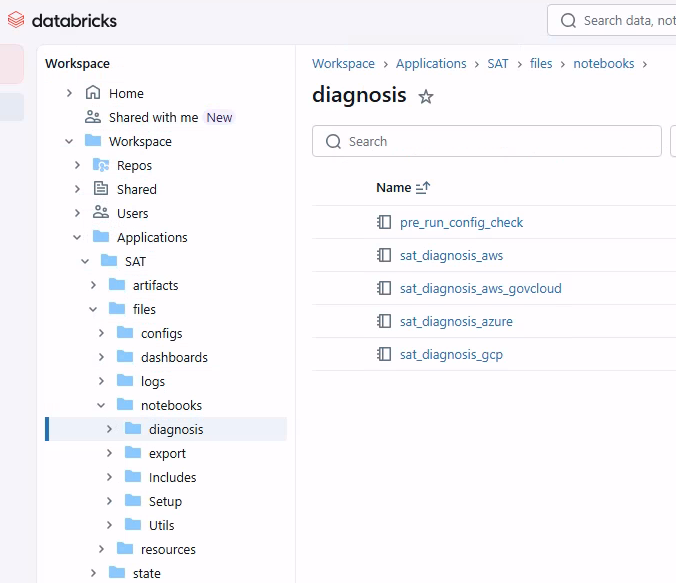 databricks
Search data, not
Workspace
Home
Shared with me New
Workspace
Repos
Shared
Users
Applications
SAT
artifacts
files
configs
dashboards
logs
notebooks
diagnosis
export
Includes
Setup
Utils
resources
state
Workspace › Applications › SAT › files › notebooks ›
diagnosis
Search
Name
pre_run_config_check
sat_diagnosis_aws
sat_diagnosis_aws_govcloud
sat_diagnosis_azure
sat_diagnosis_gcp